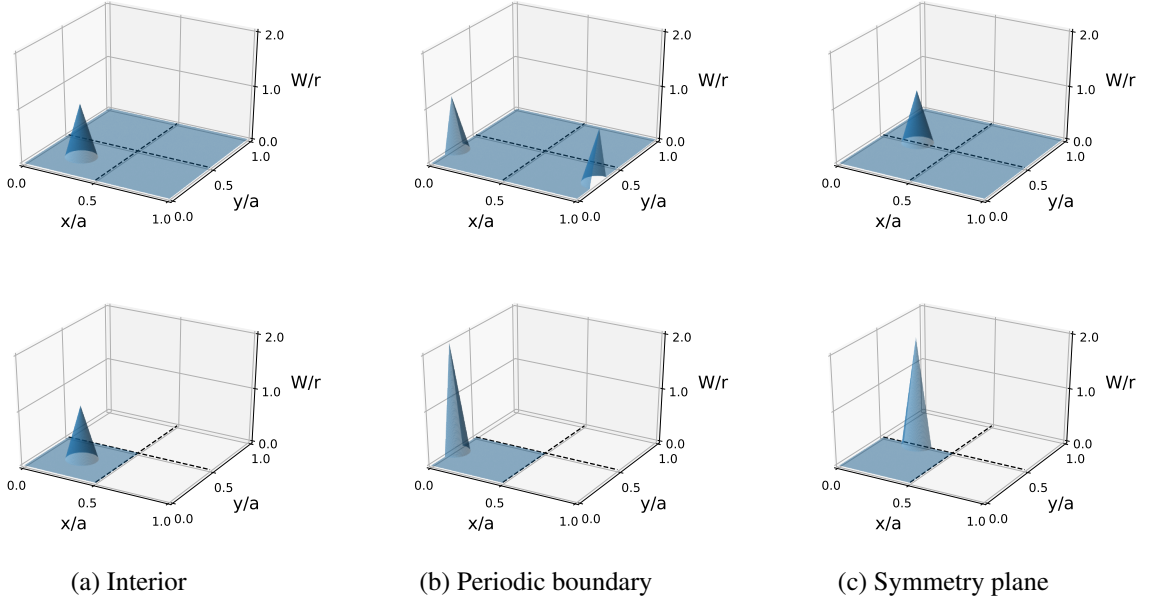 2.0 2.0 2.0
W/r W/r W/r
1.0 1.0 1.0
0.0 0.0 0.0
1.0 1.0 1.0
0.0 0.5 0.0 0.5 0.0 0.5
0.5 y/a 0.5 y/a 0.5 y/a
x/a 1.0 0.0 x/a 1.0 0.0 x/a 1.0 0.0
2.0 2.0 2.0
W/r W/r W/r
1.0 1.0 1.0
0.0 0.0 0.0
1.0 1.0 1.0
0.0 0.5 0.0 0.5 0.0 0.5
0.5 y/a 0.5 y/a 0.5 y/a
x/a 1.0 0.0 x/a 1.0 0.0 x/a 1.0 0.0
(a) Interior (b) Periodic boundary (c) Symmetry plane